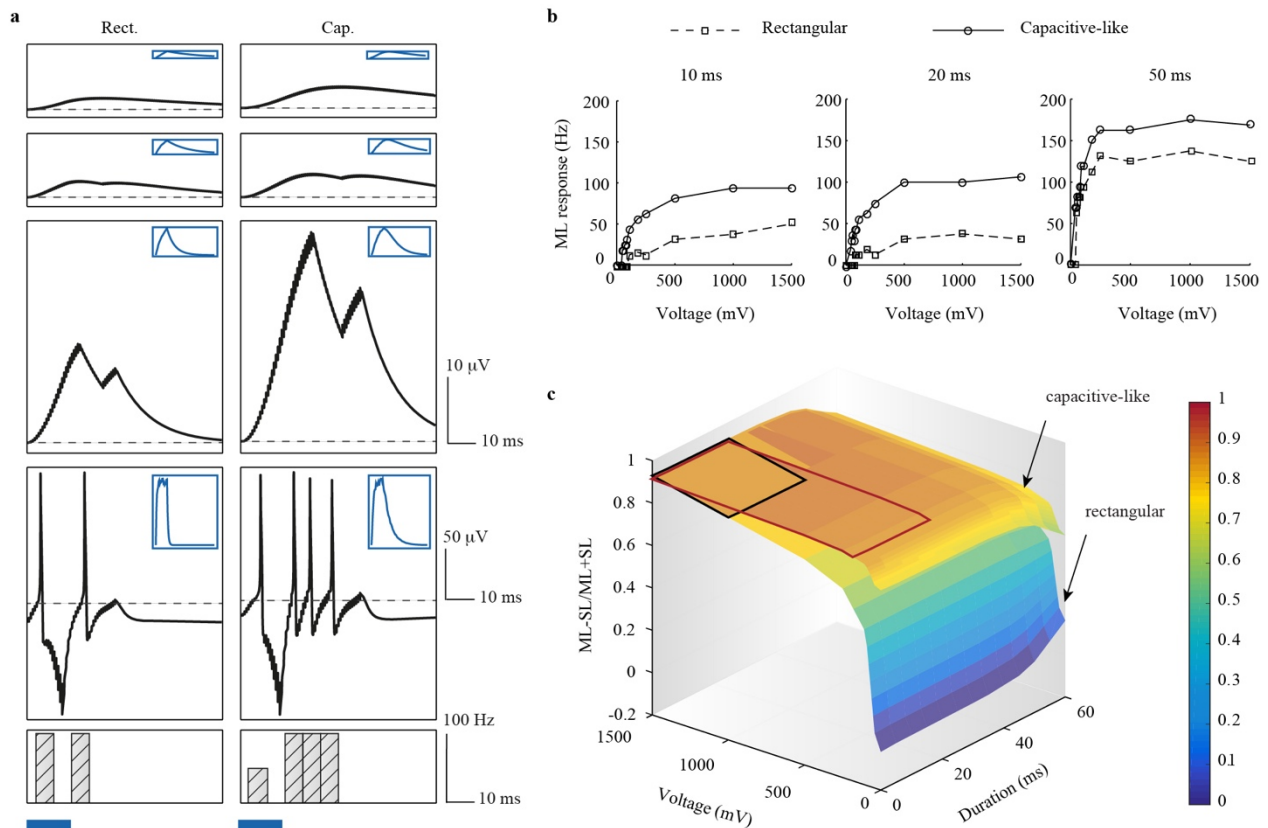 a
Rect.
Cap.
10 µV
10 ms
50 µV
10 ms
100 Hz
10 ms
b
Rectangular
Capacitive-like
10 ms
20 ms
50 ms
ML response (Hz)
200
150
100
50
0
0
500
1000
1500
Voltage (mV)
200
150
100
50
0
0
500
1000
1500
Voltage (mV)
200
150
100
50
0
0
500
1000
1500
Voltage (mV)
c
capacitive-like
rectangular
ML-SL/ML+SL
1
0.8
0.6
0.4
0.2
0
-0.2
1500
1000
500
0
Voltage (mV)
0
20
40
60
Duration (ms)
1
0.9
0.8
0.7
0.6
0.5
0.4
0.3
0.2
0.1
0